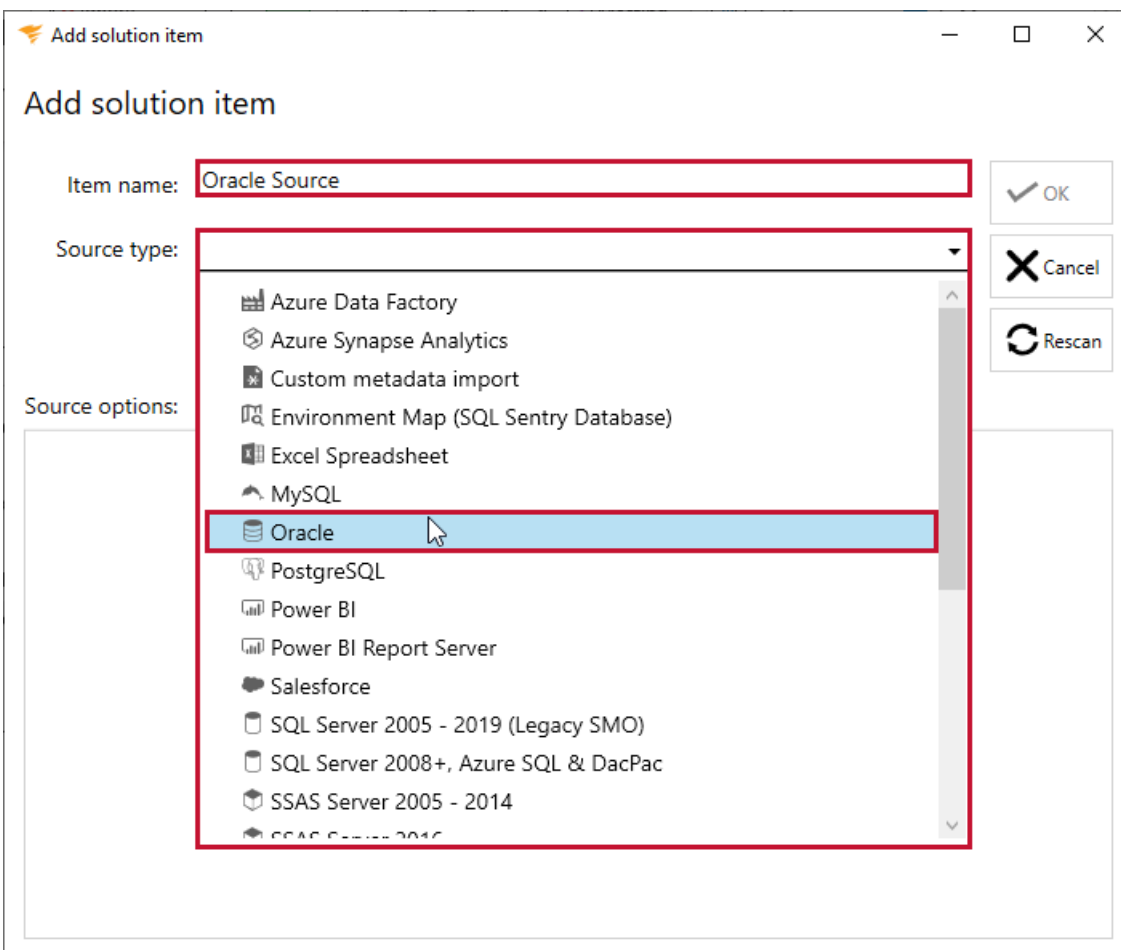 Add solution item
Add solution item
Item name:
Oracle Source
OK
Source type:
Cancel
Azure Data Factory
Azure Synapse Analytics
Rescan
Custom metadata import
Source options:
Environment Map (SQL Sentry Database)
Excel Spreadsheet
MySQL
Oracle
PostgreSQL
Power BI
Power BI Report Server
Salesforce
SQL Server 2005 - 2019 (Legacy SMO)
SQL Server 2008+, Azure SQL & DacPac
SSAS Server 2005 - 2014
SSAS Server 2016